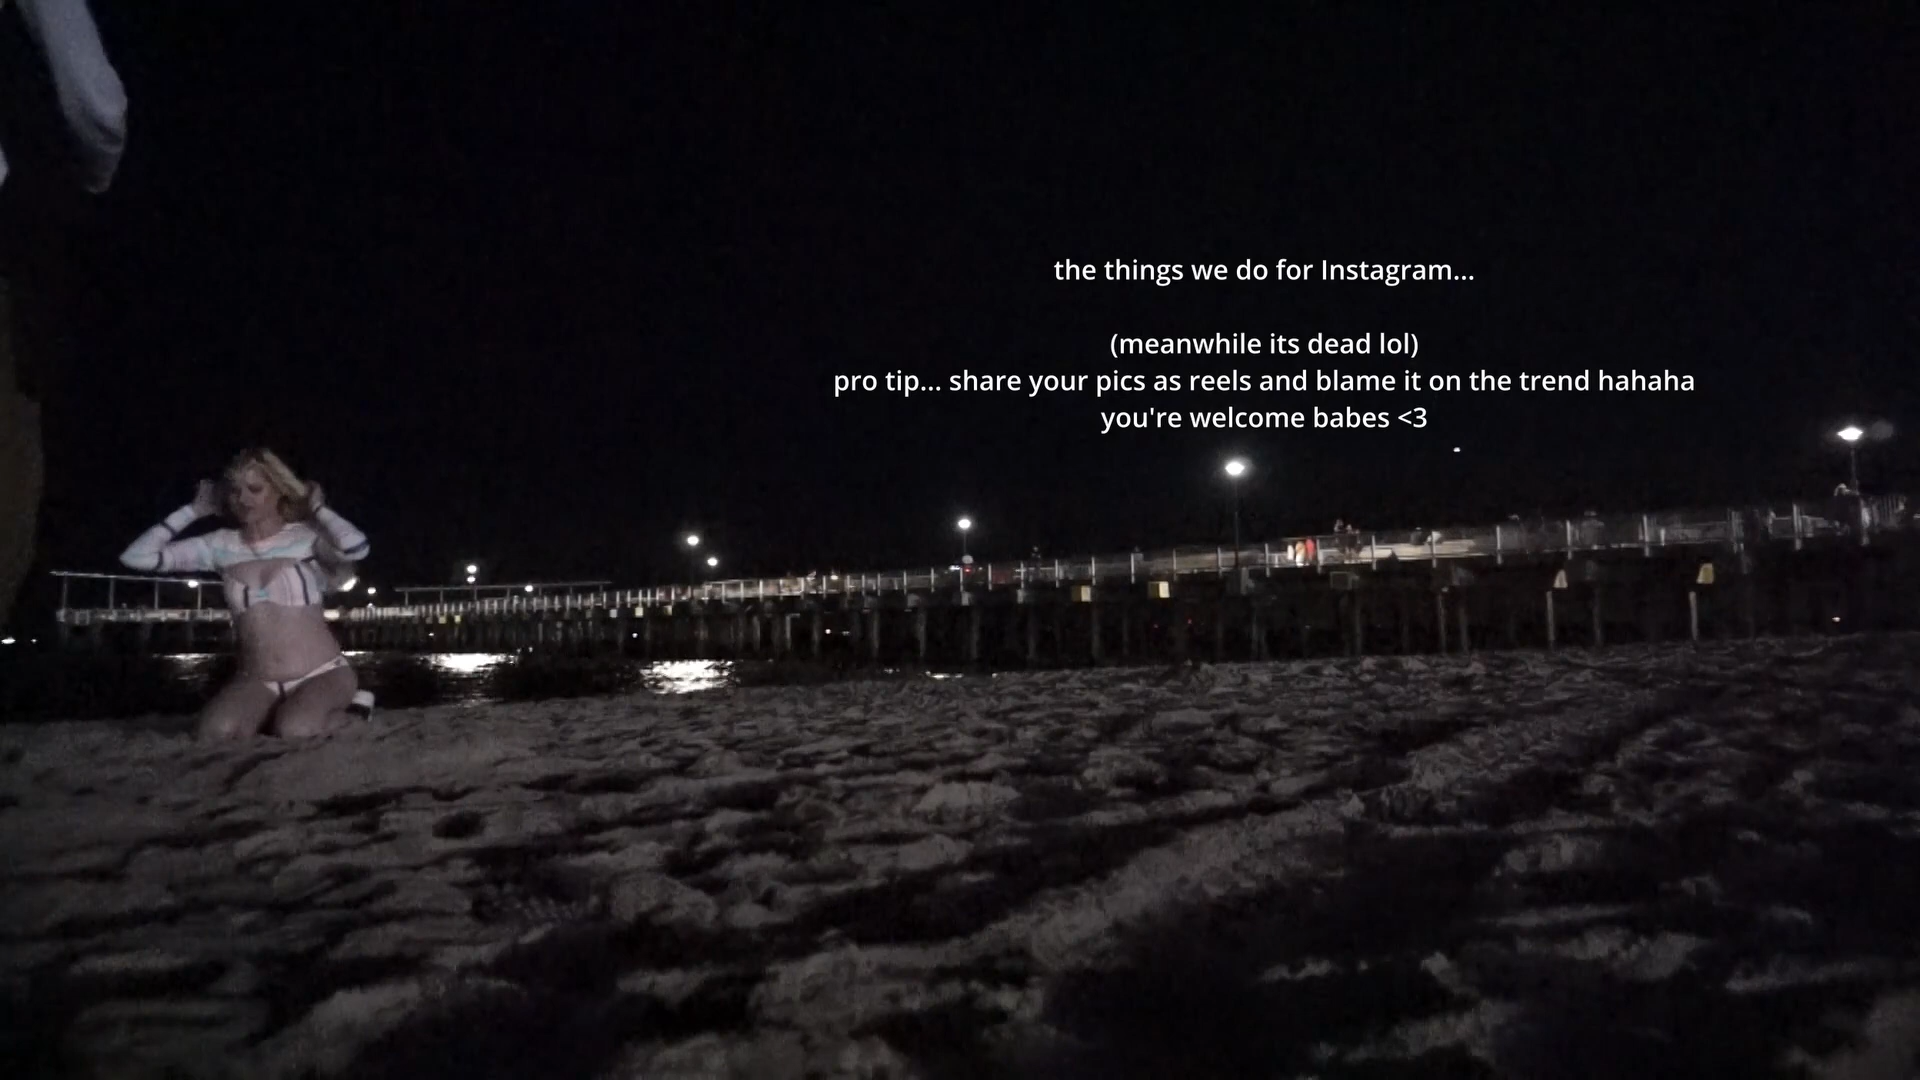 the things we do for Instagram...
(meanwhile its dead lol)
pro tip... share your pics as reels and blame it on the trend hahaha
you're welcome babes <3